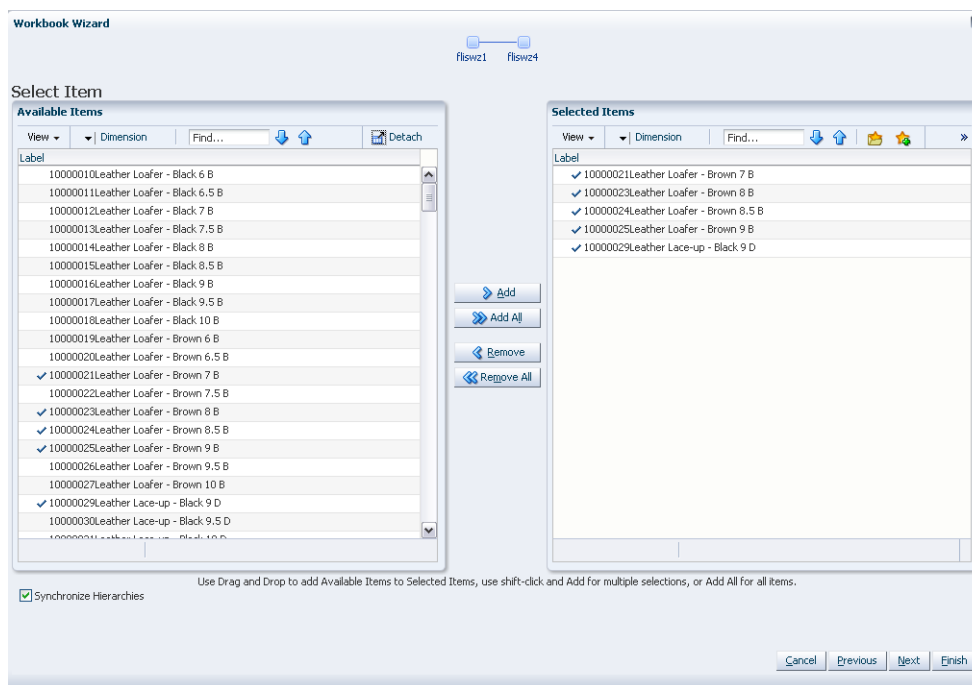 Workbook Wizard
fliswz1 fliswz4
Select Item
Available Items
View Dimension Find... Detach
Label
10000010Leather Loafer - Black 6 B
10000011Leather Loafer - Black 6.5 B
10000012Leather Loafer - Black 7 B
10000013Leather Loafer - Black 7.5 B
10000014Leather Loafer - Black 8 B
10000015Leather Loafer - Black 8.5 B
10000016Leather Loafer - Black 9 B
10000017Leather Loafer - Black 9.5 B
10000018Leather Loafer - Black 10 B
10000019Leather Loafer - Brown 6 B
10000020Leather Loafer - Brown 6.5 B
10000021Leather Loafer - Brown 7 B
10000022Leather Loafer - Brown 7.5 B
10000023Leather Loafer - Brown 8 B
10000024Leather Loafer - Brown 8.5 B
10000025Leather Loafer - Brown 9 B
10000026Leather Loafer - Brown 9.5 B
10000027Leather Loafer - Brown 10 B
10000029Leather Lace-up - Black 9 D
10000030Leather Lace-up - Black 9.5 D
10000031Leather Lace-up - Black 10 D
Add
Add All
Remove
Remove All
Selected Items
View Dimension Find... »
Label
10000021Leather Loafer - Brown 7 B
10000023Leather Loafer - Brown 8 B
10000024Leather Loafer - Brown 8.5 B
10000025Leather Loafer - Brown 9 B
10000029Leather Lace-up - Black 9 D
Use Drag and Drop to add Available Items to Selected Items, use shift-click and Add for multiple selections, or Add All for all items.
Synchronize Hierarchies
Cancel Previous Next Finish